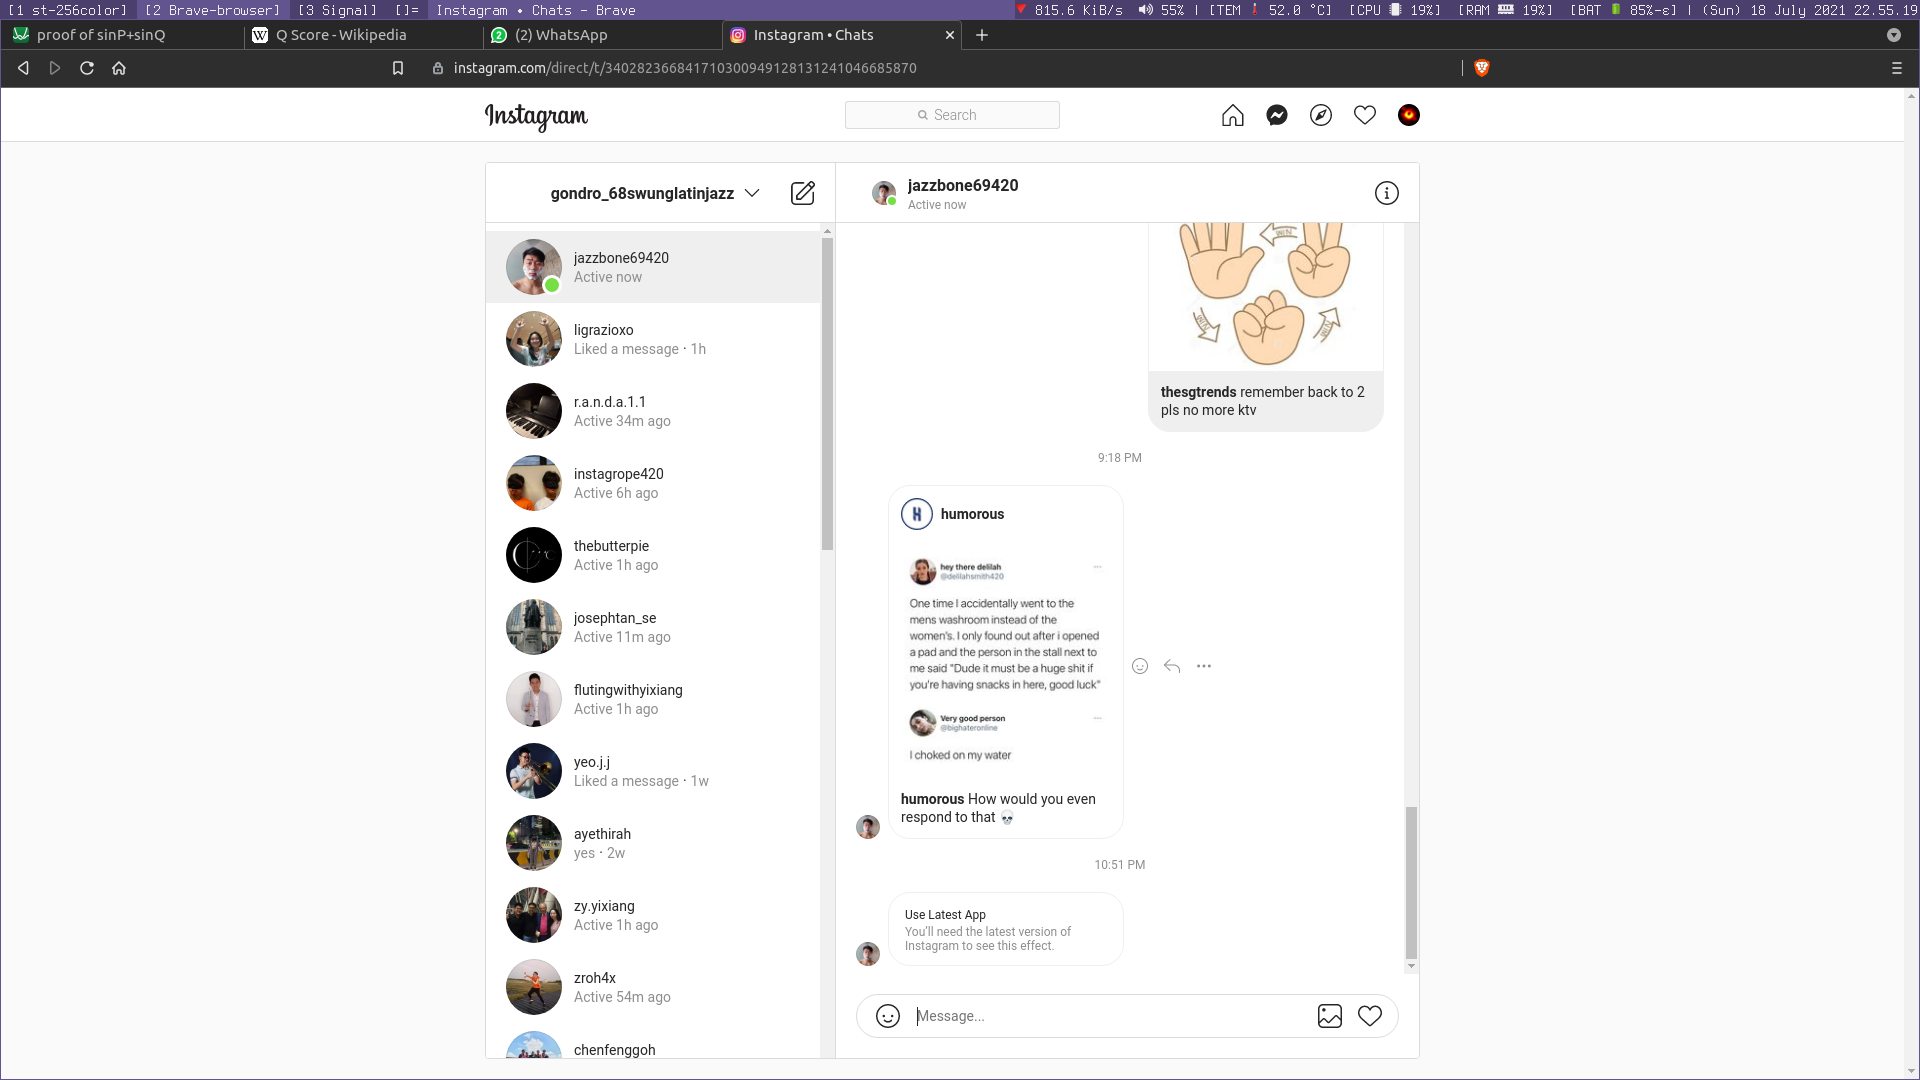 [1 st-256color] [2 Brave-browser] [3 Signal] []= Instagram • Chats - Brave
815.6 KiB/s 55% | [TEM 52.0 °C] [CPU 19%] [RAM 19%] [BAT 85%-ε] | (Sun) 18 July 2021 22.55.19
proof of sinP+sinQ
Q Score - Wikipedia
(2) WhatsApp
Instagram • Chats
instagram.com/direct/t/340282366841710300949128131241046685870
Instagram
Search
gondro_68swunglatinjazz
jazzbone69420
Active now
jazzbone69420
Active now
ligrazioxo
Liked a message · 1h
r.a.n.d.a.1.1
Active 34m ago
instagrope420
Active 6h ago
thebutterpie
Active 1h ago
josephtan_se
Active 11m ago
flutingwithyixiang
Active 1h ago
yeo.j.j
Liked a message · 1w
ayethirah
yes · 2w
zy.yixiang
Active 1h ago
zroh4x
Active 54m ago
chenfenggoh
WIN
WIN
WIN
thesgtrends remember back to 2
pls no more ktv
9:18 PM
H
humorous
hey there delilah
@delilahsmith420
One time I accidentally went to the
mens washroom instead of the
women's. I only found out after i opened
a pad and the person in the stall next to
me said "Dude it must be a huge shit if
you're having snacks in here, good luck"
Very good person
@bighateronline
I choked on my water
humorous How would you even
respond to that 💀
10:51 PM
Use Latest App
You'll need the latest version of
Instagram to see this effect.
Message...